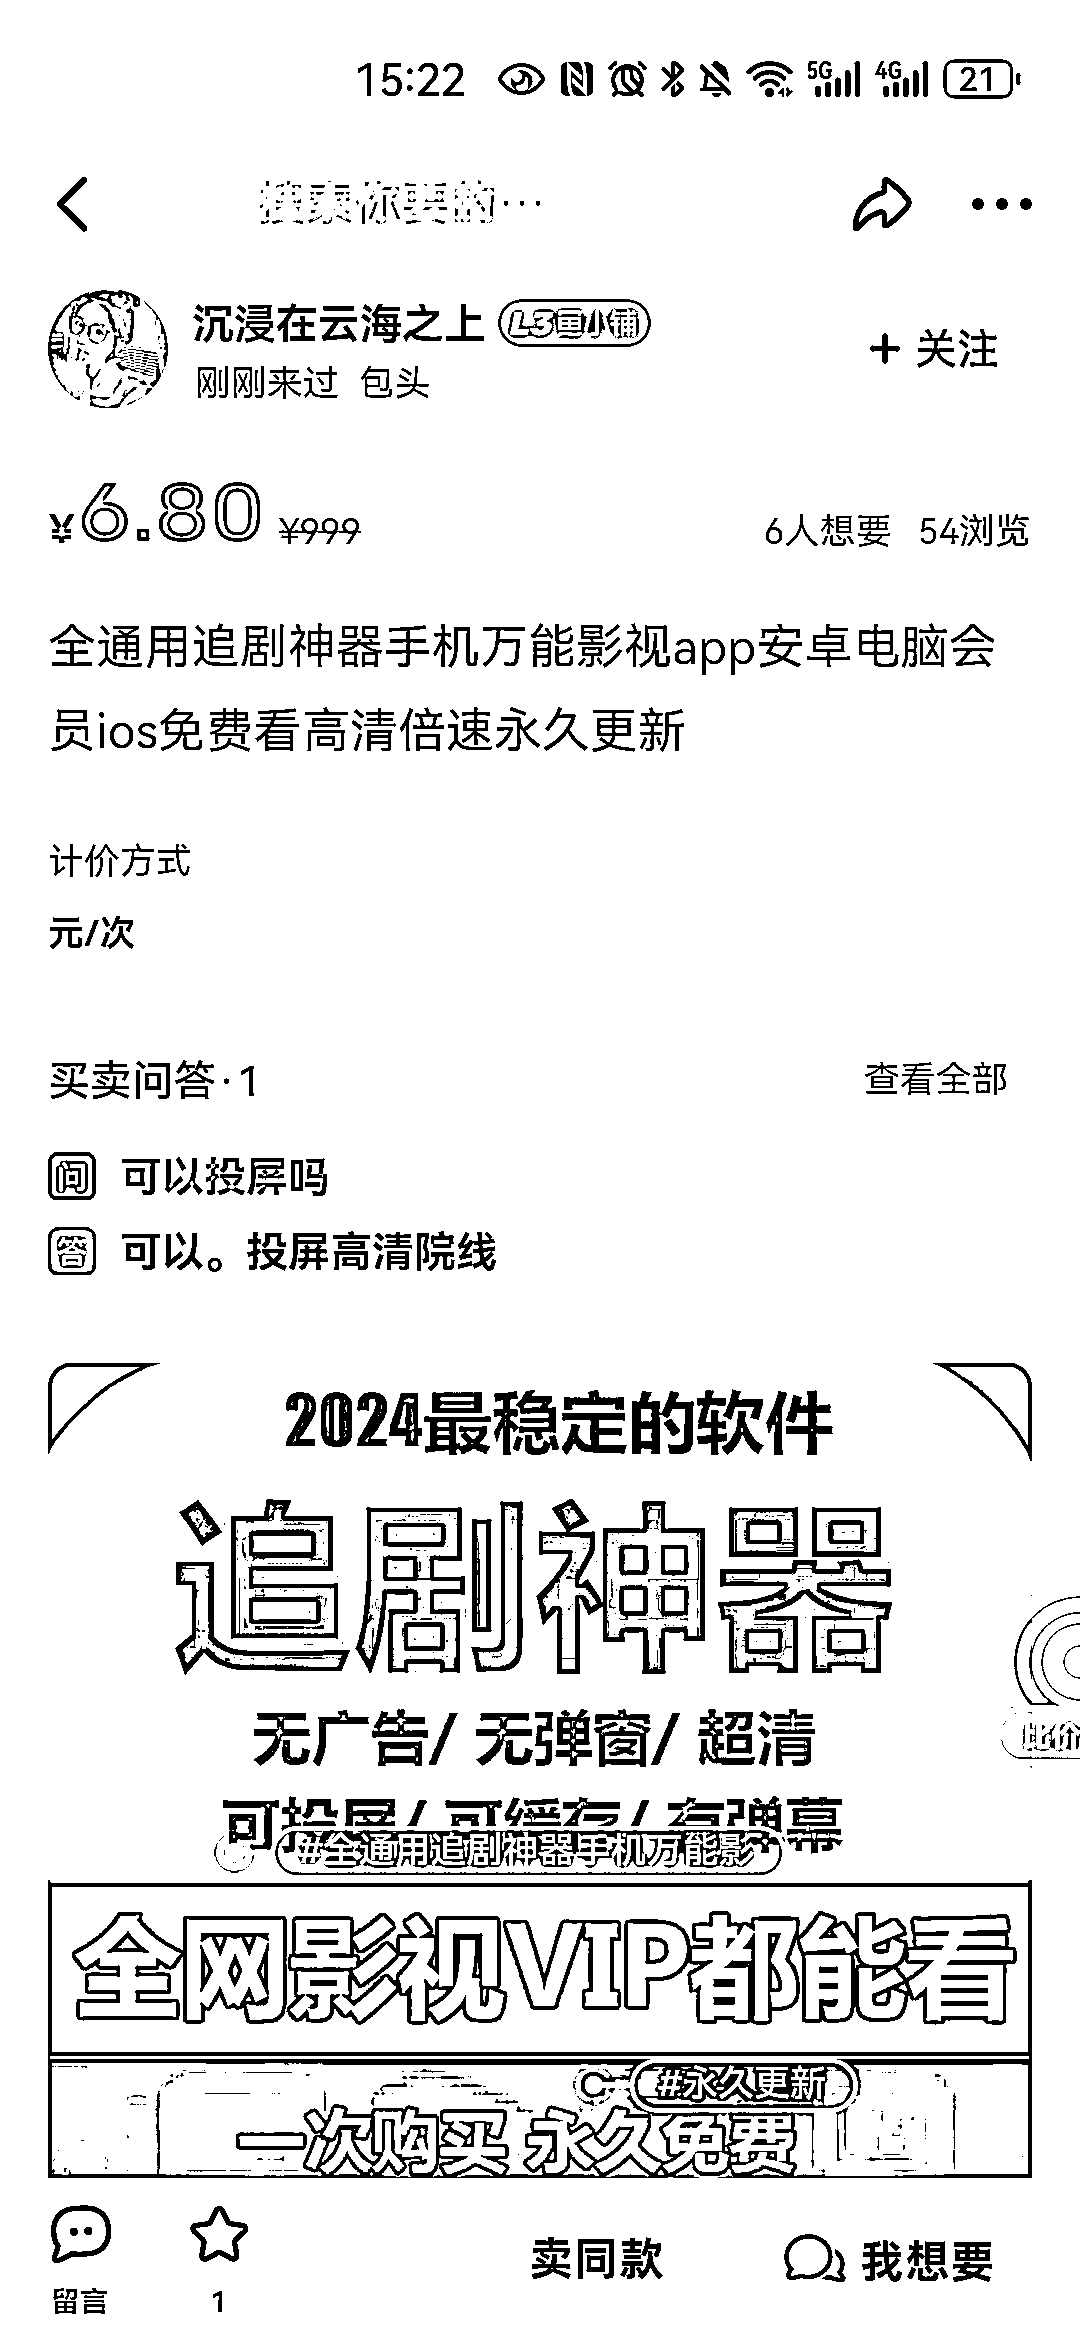 15:22 5G 4G 21
搜索你要的…
沉浸在云海之上 L3鱼小铺
刚刚来过 包头
+ 关注
¥6.80 ¥999 6人想要 54浏览
全通用追剧神器手机万能影视app安卓电脑会
员ios免费看高清倍速永久更新
计价方式
元/次
买卖问答·1 查看全部
问 可以投屏吗
答 可以。投屏高清院线
2024最稳定的软件
追剧神器
无广告/ 无弹窗/ 超清
比价
可投屏/ 可缓存/ 有弹幕
#全通用追剧神器手机万能影
全网影视VIP都能看
#永久更新
一次购买 永久免费
留言 1 卖同款 我想要